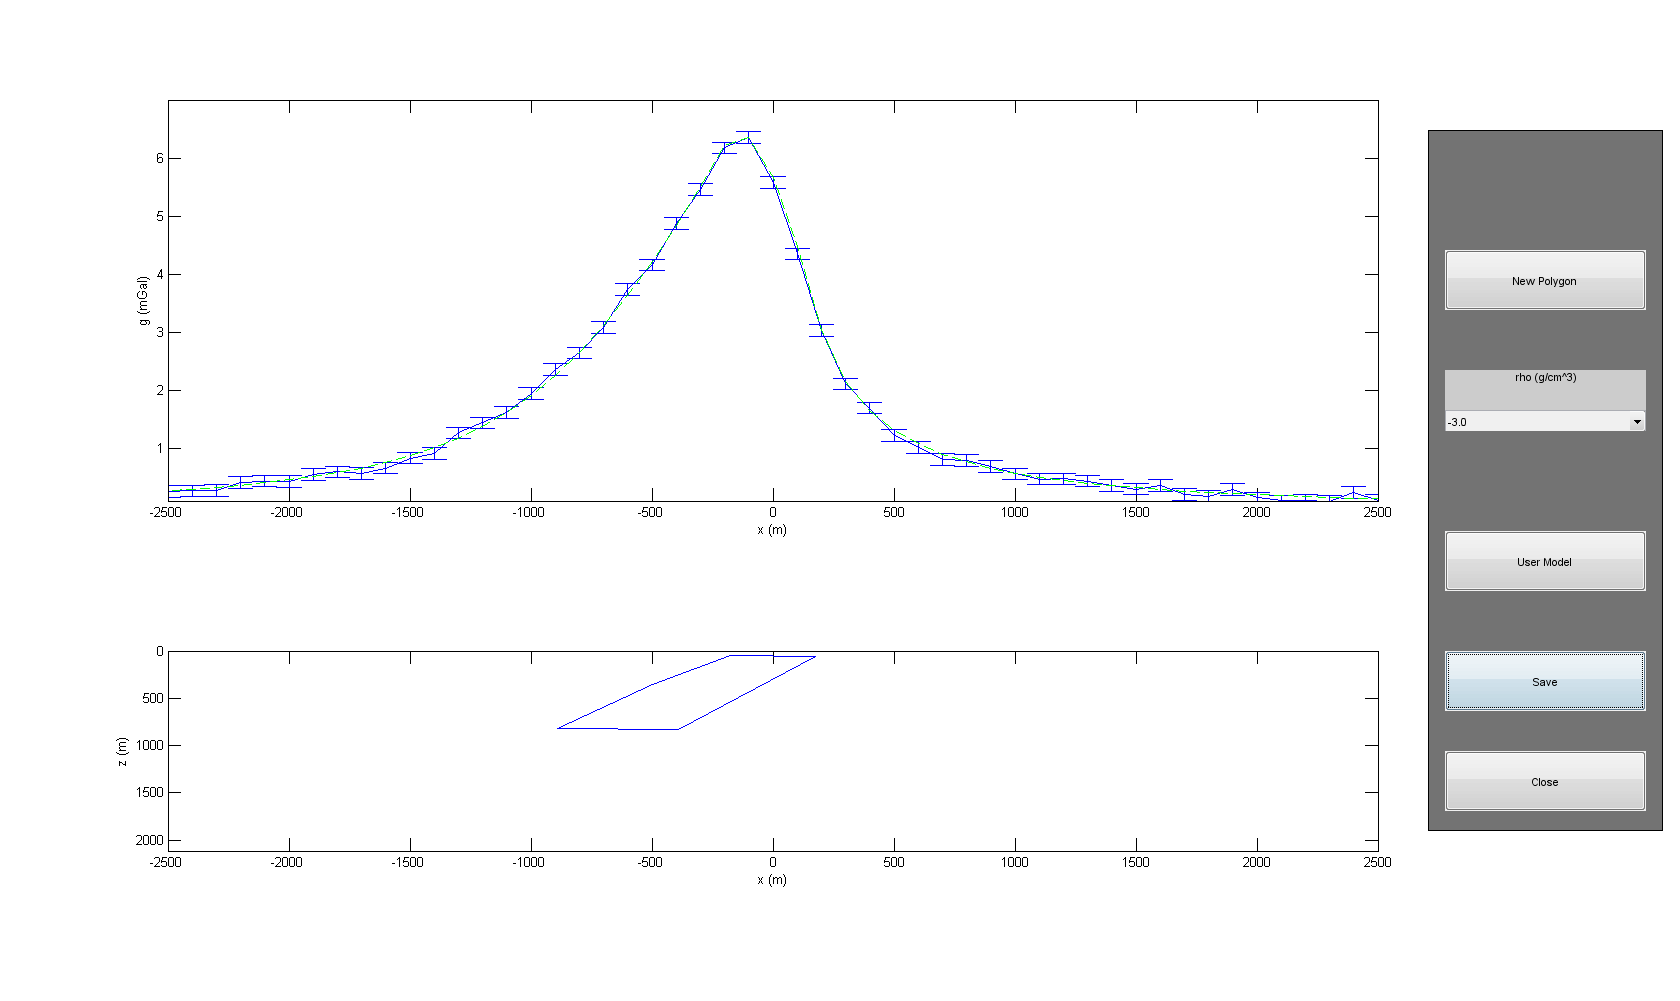 6
5
4
3
2
1
g (mGal)
-2500 -2000 -1500 -1000 -500 0 500 1000 1500 2000 2500
x (m)
0
500
1000
1500
2000
z (m)
-2500 -2000 -1500 -1000 -500 0 500 1000 1500 2000 2500
x (m)
New Polygon
rho (g/cm^3)
-3.0
User Model
Save
Close